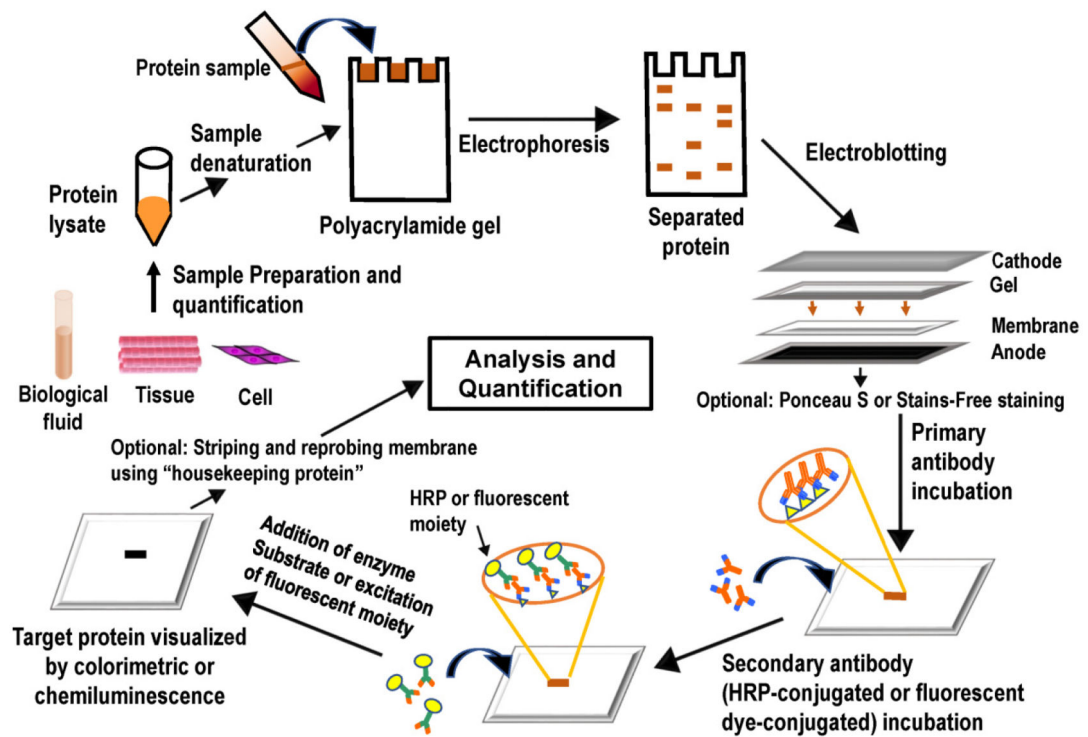 Protein sample
Sample
denaturation
Protein
lysate
Polyacrylamide gel
Electrophoresis
Separated
protein
Electroblotting
Cathode
Gel
Membrane
Anode
Optional: Ponceau S or Stains-Free staining
Primary
antibody
incubation
Sample Preparation and
quantification
Biological
fluid
Tissue
Cell
Analysis and
Quantification
Optional: Striping and reprobing membrane
using “housekeeping protein”
HRP or fluorescent
moiety
Addition of enzyme
Substrate or excitation
of fluorescent moiety
Target protein visualized
by colorimetric or
chemiluminescence
Secondary antibody
(HRP-conjugated or fluorescent
dye-conjugated) incubation